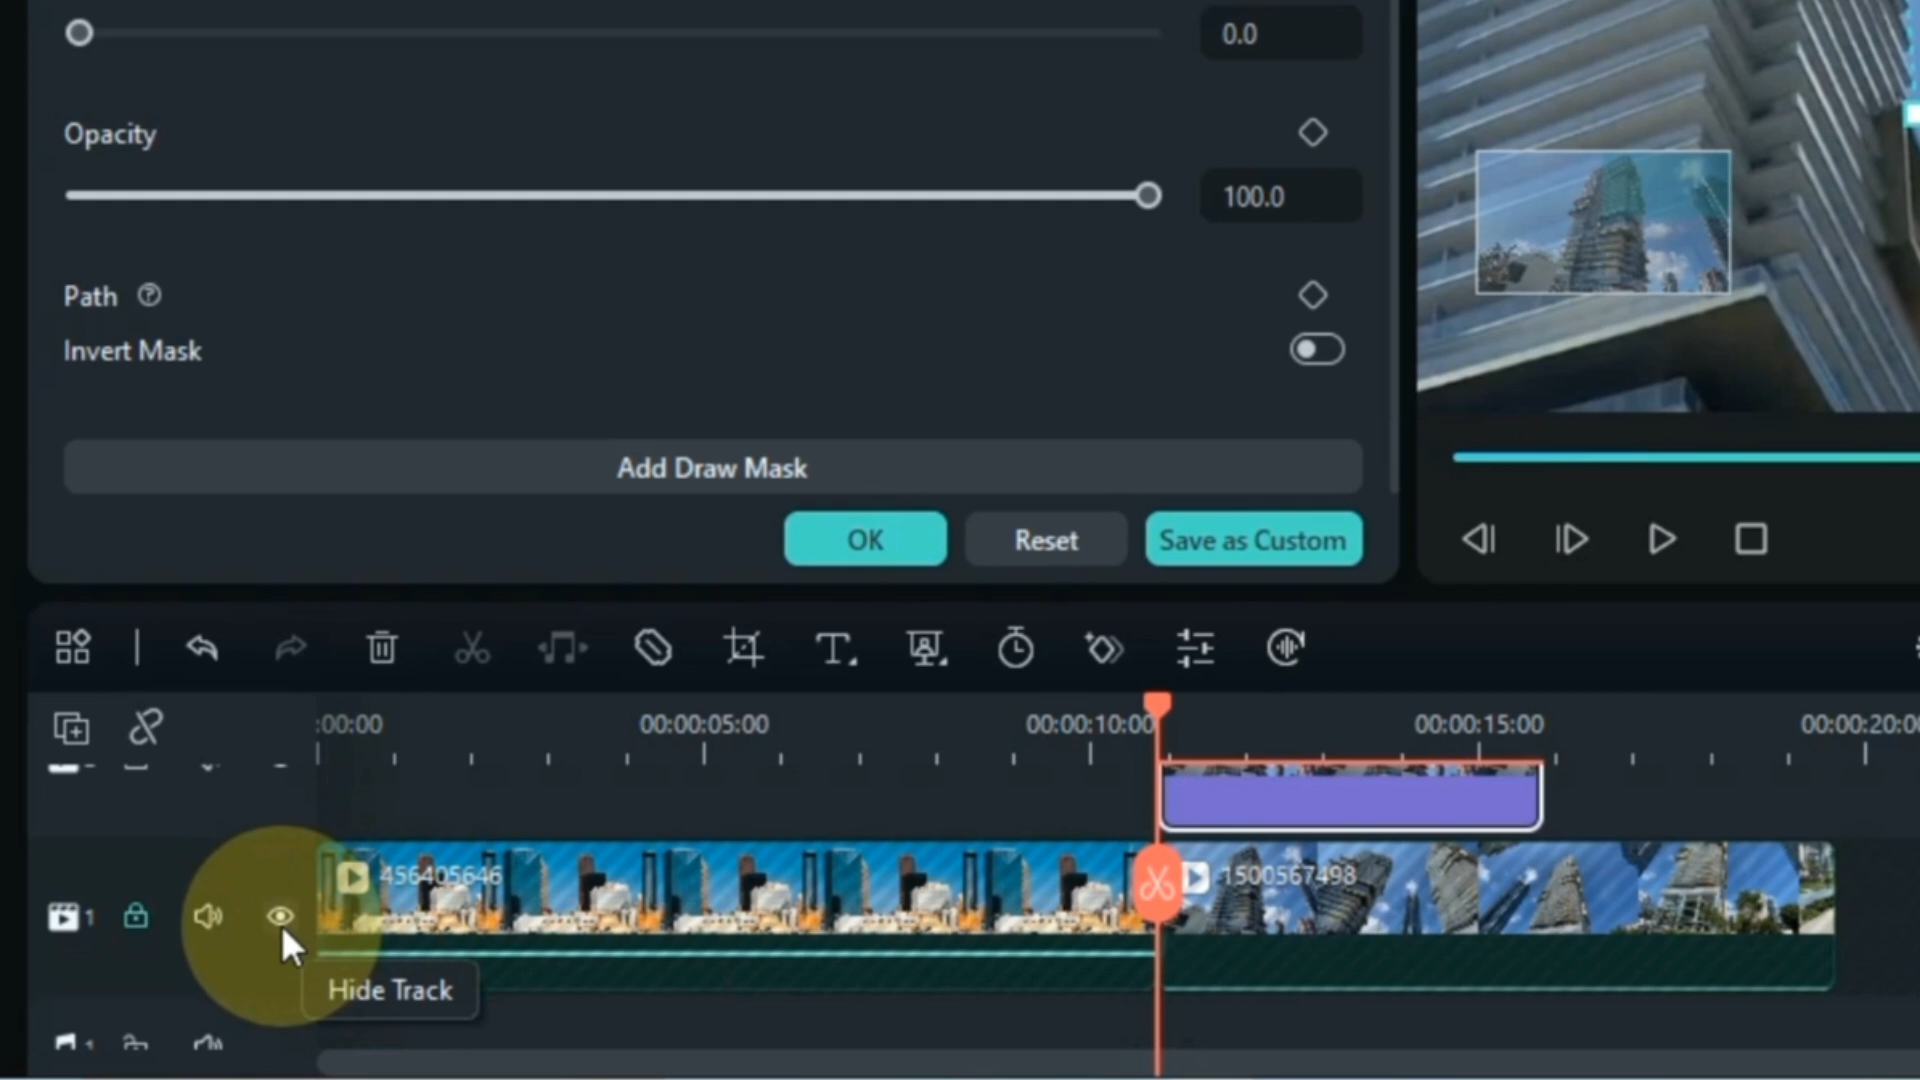 0.0
Opacity
100.0
Path
Invert Mask
Add Draw Mask
OK Reset Save as Custom
:00:00 00:00:05:00 00:00:10:00 00:00:15:00 00:00:20:00
456405646 1500567498
1
Hide Track
1